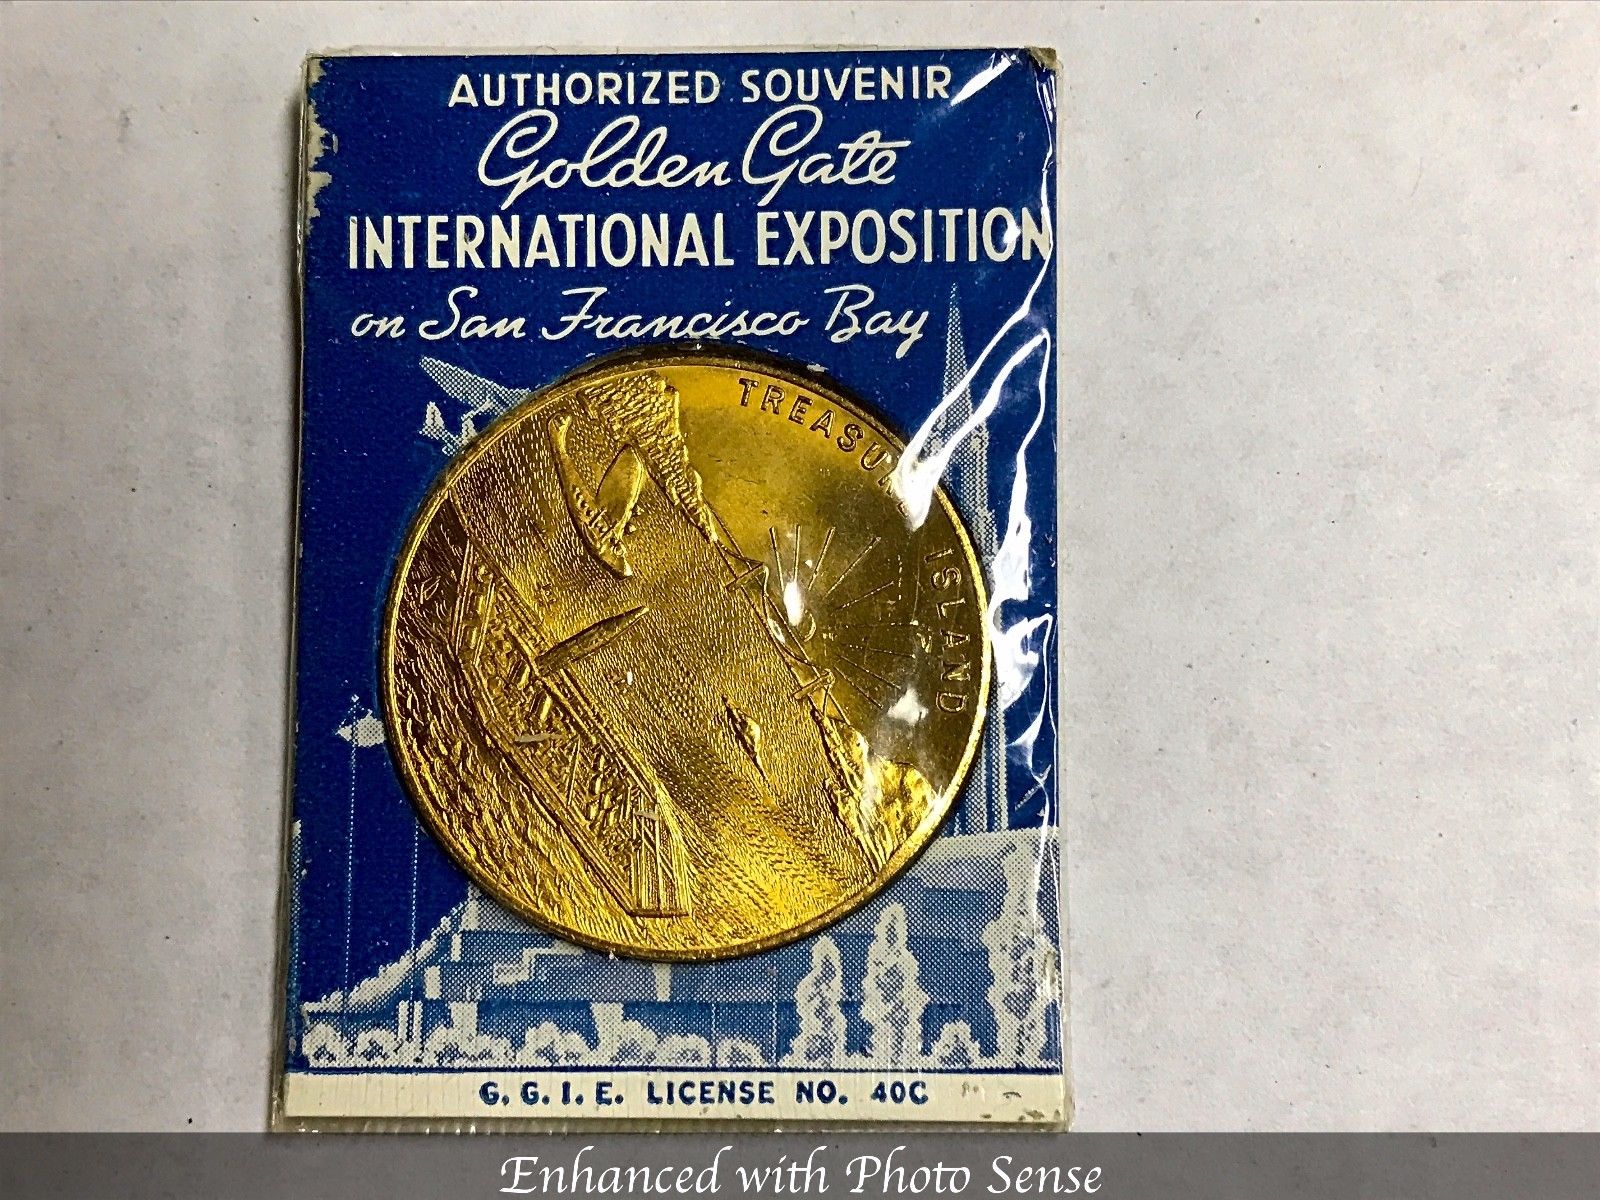 AUTHORIZED SOUVENIR
Golden Gate
INTERNATIONAL EXPOSITION
on San Francisco Bay
TREASURE ISLAND
G. G. I. E. LICENSE NO. 40C
Enhanced with Photo Sense